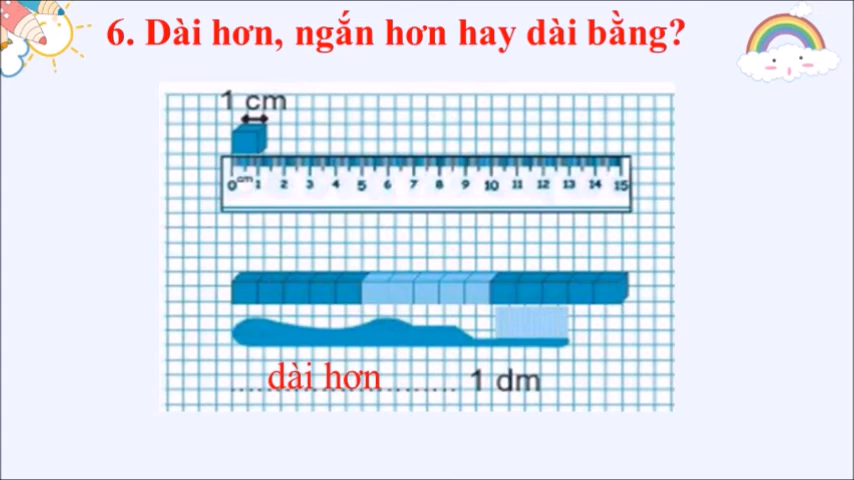 6. Dài hơn, ngắn hơn hay dài bằng?
1 cm
0 cm 1 2 3 4 5 6 7 8 9 10 11 12 13 14 15
....dài hơn........ 1 dm